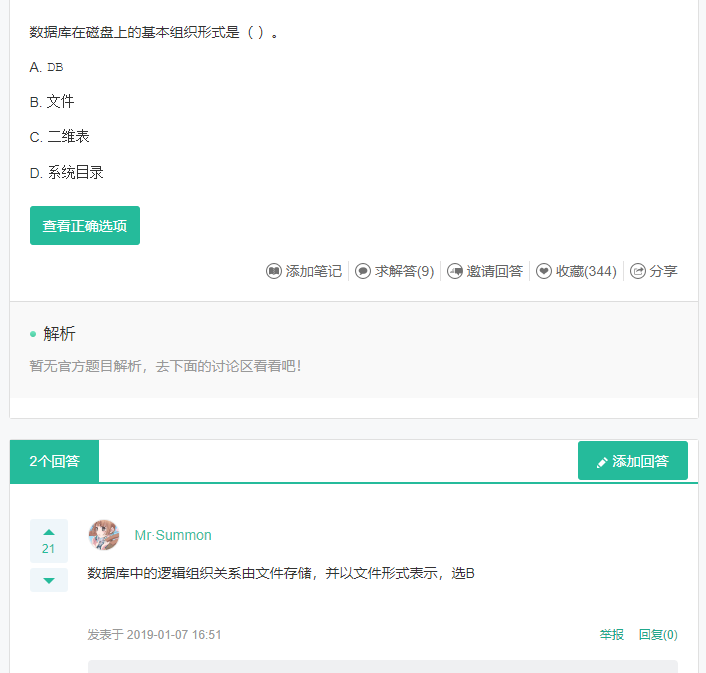 数据库在磁盘上的基本组织形式是（ ）。
A. DB
B. 文件
C. 二维表
D. 系统目录
查看正确选项
添加笔记 求解答(9) 邀请回答 收藏(344) 分享
解析
暂无官方题目解析，去下面的讨论区看看吧！
2个回答 添加回答
Mr·Summon
21
数据库中的逻辑组织关系由文件存储，并以文件形式表示，选B
发表于 2019-01-07 16:51 举报 回复(0)